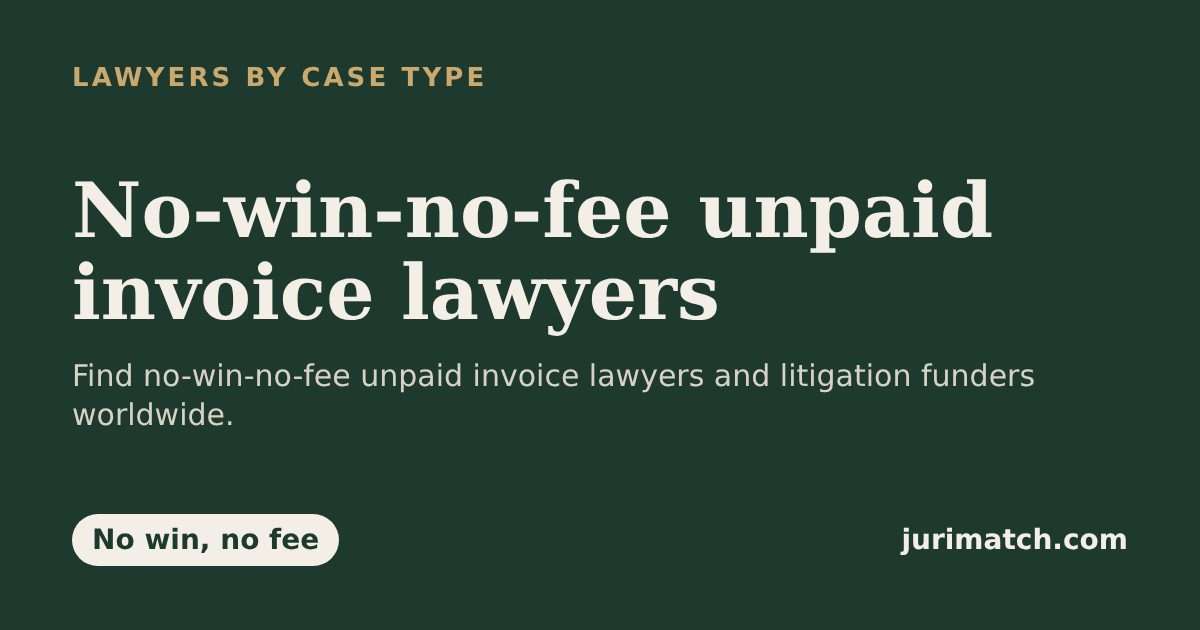 LAWYERS BY CASE TYPE
No-win-no-fee unpaid
invoice lawyers
Find no-win-no-fee unpaid invoice lawyers and litigation funders
worldwide.
No win, no fee
jurimatch.com